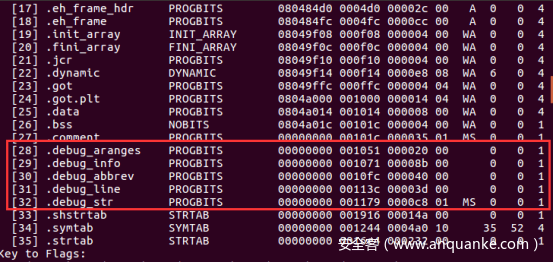 [17] .eh_frame_hdr PROGBITS 080484d0 0004d0 00002c 00 A 0 0 4
[18] .eh_frame PROGBITS 080484fc 0004fc 0000cc 00 A 0 0 4
[19] .init_array INIT_ARRAY 08049f08 000f08 000004 00 WA 0 0 4
[20] .fini_array FINI_ARRAY 08049f0c 000f0c 000004 00 WA 0 0 4
[21] .jcr PROGBITS 08049f10 000f10 000004 00 WA 0 0 4
[22] .dynamic DYNAMIC 08049f14 000f14 0000e8 08 WA 6 0 4
[23] .got PROGBITS 08049ffc 000ffc 000004 04 WA 0 0 4
[24] .got.plt PROGBITS 0804a000 001000 000014 04 WA 0 0 4
[25] .data PROGBITS 0804a014 001014 000008 00 WA 0 0 4
[26] .bss NOBITS 0804a01c 00101c 000004 00 WA 0 0 1
[27] .comment PROGBITS 00000000 00101c 000035 01 MS 0 0 1
[28] .debug_aranges PROGBITS 00000000 001051 000020 00 0 0 1
[29] .debug_info PROGBITS 00000000 001071 00008b 00 0 0 1
[30] .debug_abbrev PROGBITS 00000000 0010fc 000040 00 0 0 1
[31] .debug_line PROGBITS 00000000 00113c 00003d 00 0 0 1
[32] .debug_str PROGBITS 00000000 001179 0000c8 01 MS 0 0 1
[33] .shstrtab STRTAB 00000000 001916 00014a 00 0 0 1
[34] .symtab SYMTAB 00000000 001244 0004a0 10 35 52 4
[35] .strtab STRTAB 00000000 000232 00 0 0 1
安全客 ( www.anquanke.com )
Key to Flags: